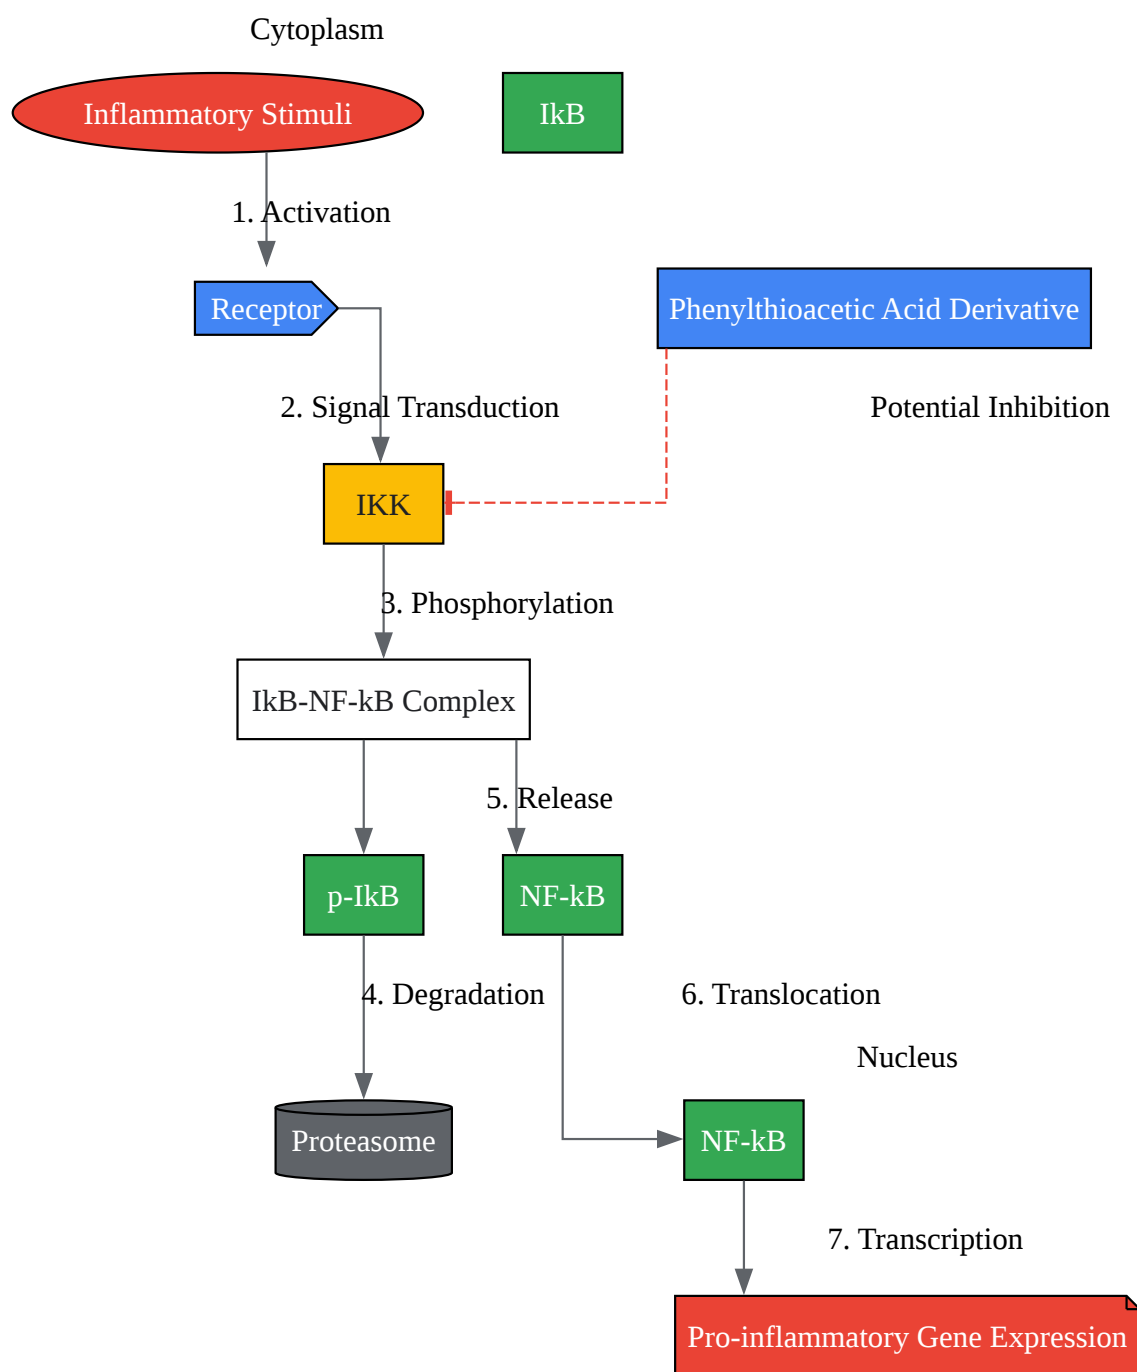 Cytoplasm
Inflammatory Stimuli
IkB
1. Activation
Receptor
Phenylthioacetic Acid Derivative
2. Signal Transduction
Potential Inhibition
IKK
3. Phosphorylation
IkB-NF-kB Complex
5. Release
p-IkB
NF-kB
4. Degradation
6. Translocation
Nucleus
Proteasome
NF-kB
7. Transcription
Pro-inflammatory Gene Expression